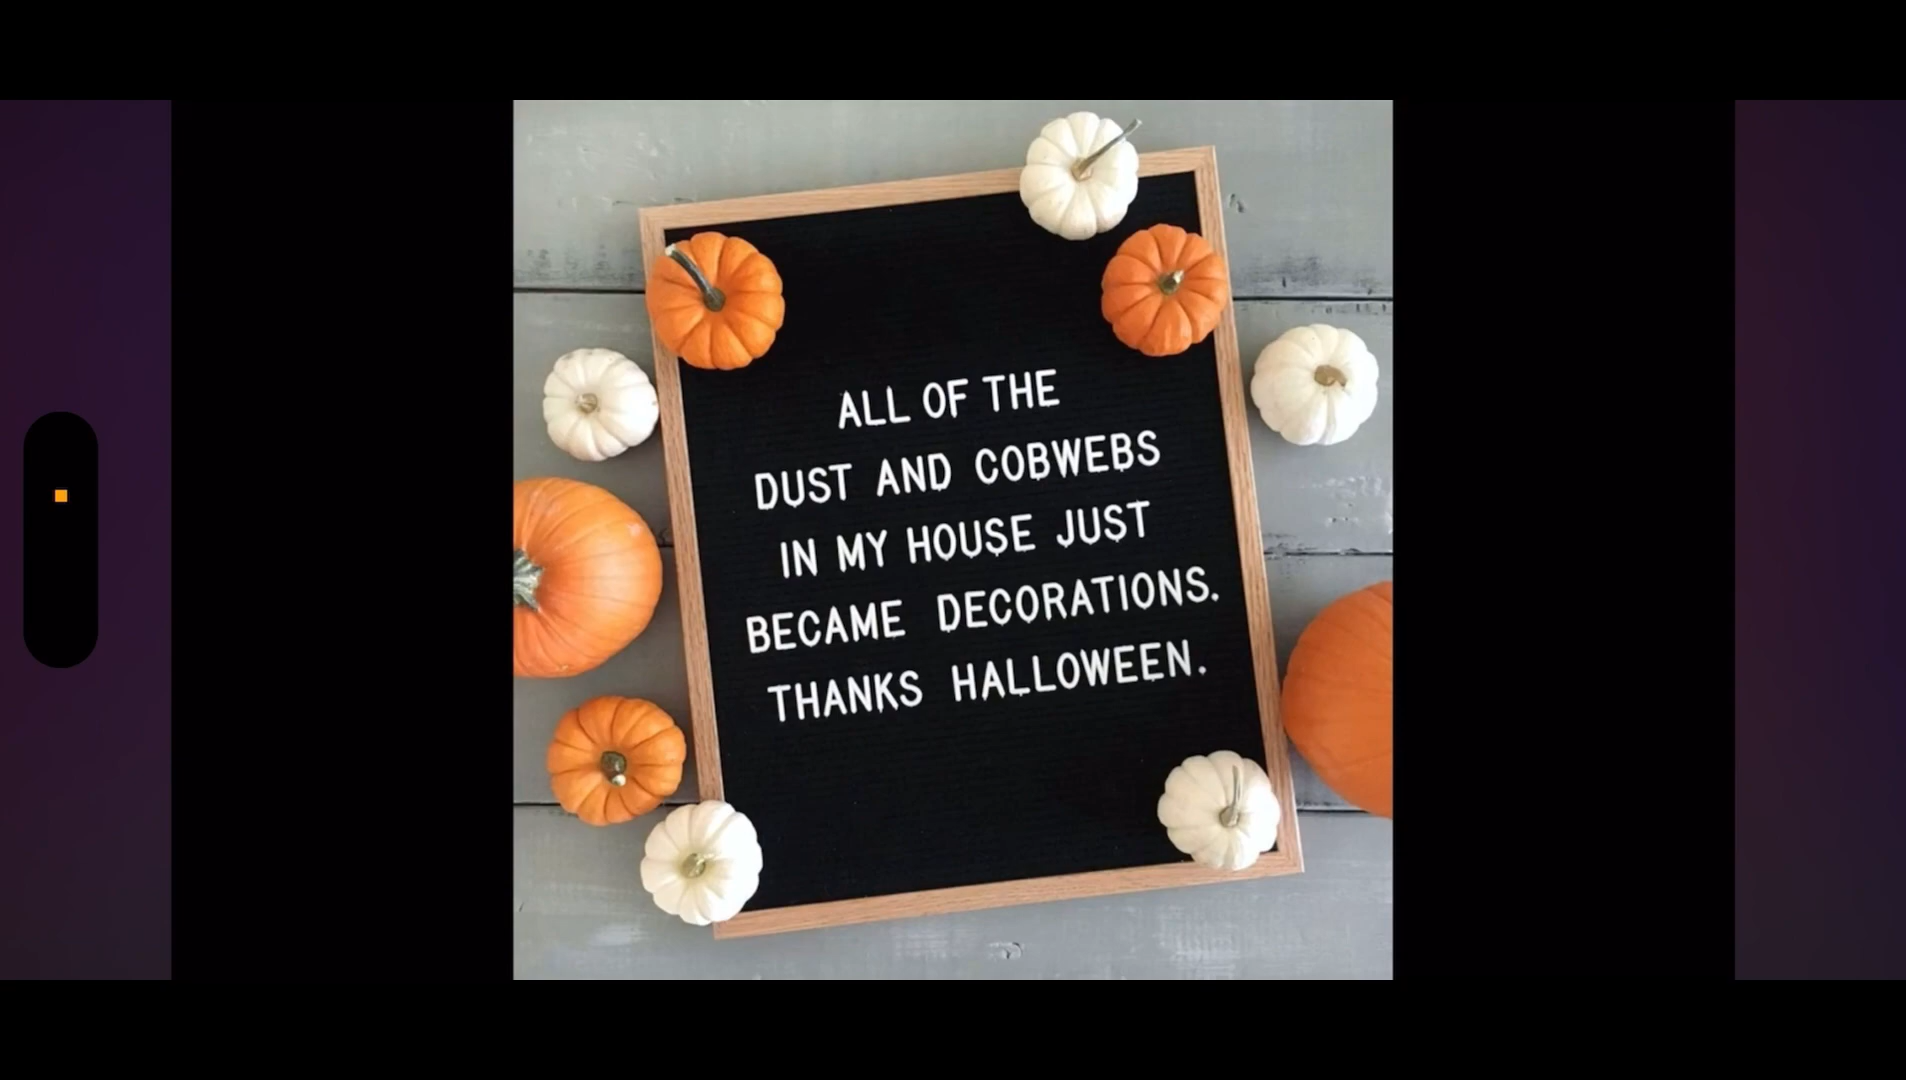 ALL OF THE
DUST AND COBWEBS
IN MY HOUSE JUST
BECAME DECORATIONS.
THANKS HALLOWEEN.